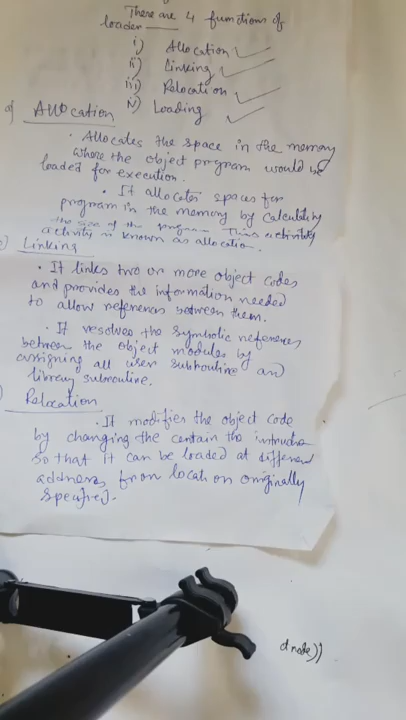 There are 4 functions of
loader
i) Allocation
ii) Linking
iii) Relocation
iv) Loading
Allocation
• Allocates the space in the memory
where the object program would be
loaded for execution.
• It allocates spaces for
program in the memory by calculating
the size of the program This activity
activity is known as allocation.
Linking
• It links two or more object codes
and provides the information needed
to allow references between them.
• It resolves the symbolic references
between the object modules by
assigning all user subroutine and
library subroutine.
Relocation
• It modifies the object code
by changing the certain the
so that it can be loaded at different
address from location originally
specified.
d node))